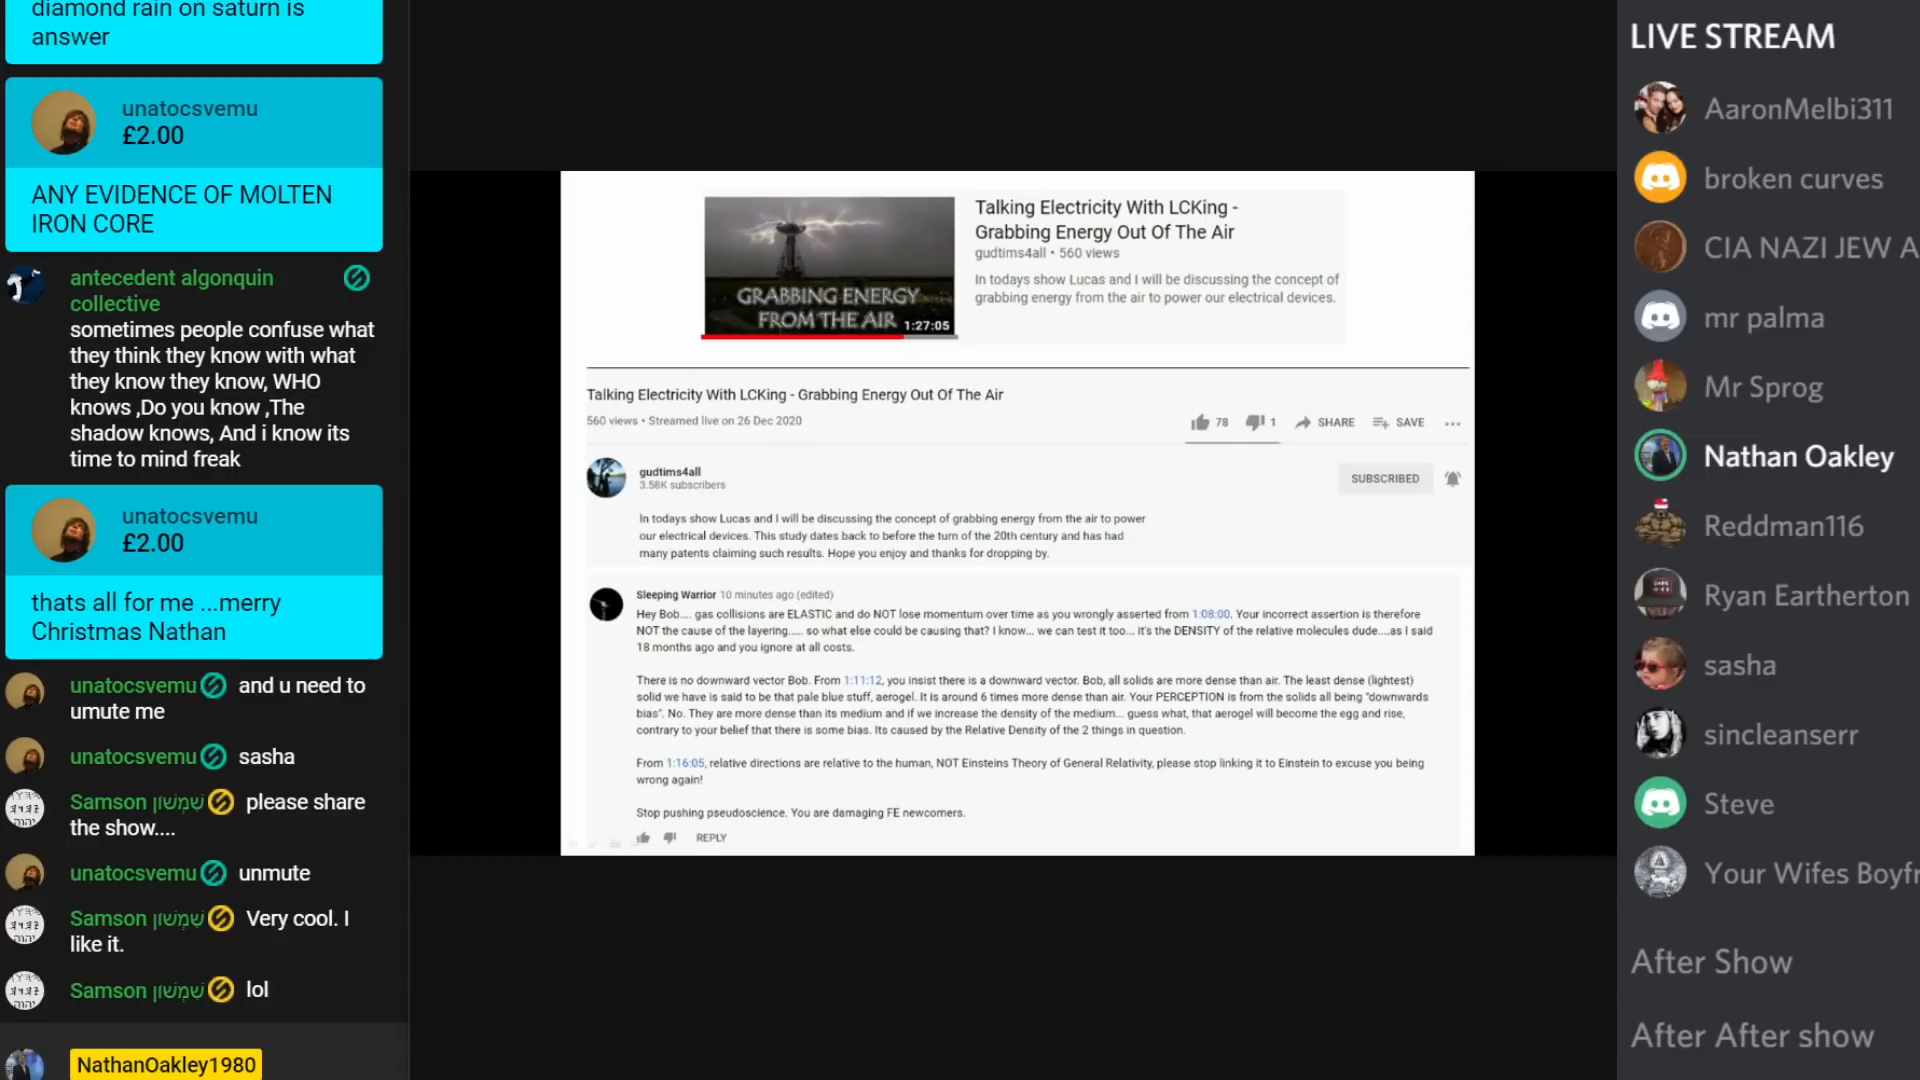 diamond rain on saturn is
answer
unatocsvemu
£2.00
ANY EVIDENCE OF MOLTEN
IRON CORE
antecedent algonquin
collective
sometimes people confuse what
they think they know with what
they know they know, WHO
knows ,Do you know ,The
shadow knows, And i know its
time to mind freak
unatocsvemu
£2.00
thats all for me ...merry
Christmas Nathan
unatocsvemu and u need to
umute me
unatocsvemu sasha
Samson שִׁמְשׁוֹן please share
the show....
unatocsvemu unmute
Samson שִׁמְשׁוֹן Very cool. I
like it.
Samson שִׁמְשׁוֹן lol
NathanOakley1980
GRABBING ENERGY
FROM THE AIR
1:27:05
Talking Electricity With LCKing -
Grabbing Energy Out Of The Air
gudtims4all • 560 views
In todays show Lucas and I will be discussing the concept of
grabbing energy from the air to power our electrical devices.
Talking Electricity With LCKing - Grabbing Energy Out Of The Air
560 views • Streamed live on 26 Dec 2020
78 1 SHARE SAVE ...
gudtims4all
3.58K subscribers
SUBSCRIBED
In todays show Lucas and I will be discussing the concept of grabbing energy from the air to power
our electrical devices. This study dates back to before the turn of the 20th century and has had
many patents claiming such results. Hope you enjoy and thanks for dropping by.
Sleeping Warrior 10 minutes ago (edited)
Hey Bob.... gas collisions are ELASTIC and do NOT lose momentum over time as you wrongly asserted from 1:08:00. Your incorrect assertion is therefore
NOT the cause of the layering..... so what else could be causing that? I know... we can test it too... it's the DENSITY of the relative molecules dude....as I said
18 months ago and you ignore at all costs.
There is no downward vector Bob. From 1:11:12, you insist there is a downward vector. Bob, all solids are more dense than air. The least dense (lightest)
solid we have is said to be that pale blue stuff, aerogel. It is around 6 times more dense than air. Your PERCEPTION is from the solids all being "downwards
bias". No. They are more dense than its medium and if we increase the density of the medium... guess what, that aerogel will become the egg and rise,
contrary to your belief that there is some bias. Its caused by the Relative Density of the 2 things in question.
From 1:16:05, relative directions are relative to the human, NOT Einsteins Theory of General Relativity, please stop linking it to Einstein to excuse you being
wrong again!
Stop pushing pseudoscience. You are damaging FE newcomers.
REPLY
LIVE STREAM
AaronMelbi311
broken curves
CIA NAZI JEW A
mr palma
Mr Sprog
Nathan Oakley
Reddman116
Ryan Eartherton
sasha
sincleanserr
Steve
Your Wifes Boyfr
After Show
After After show